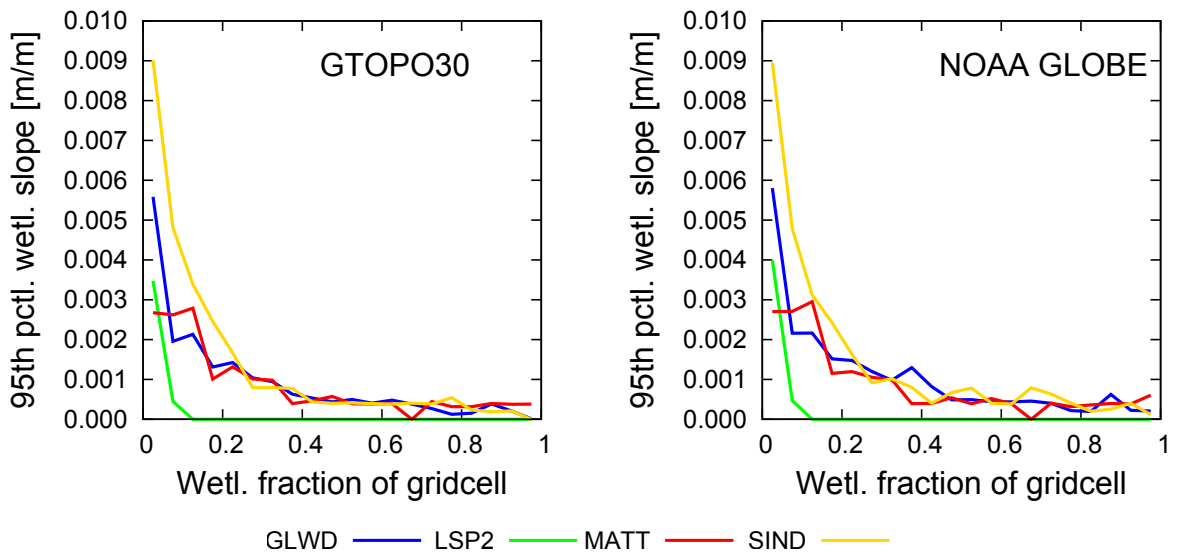 GTOPO30
95th pctl. wetl. slope [m/m]
0.010
0.009
0.008
0.007
0.006
0.005
0.004
0.003
0.002
0.001
0.000
0 0.2 0.4 0.6 0.8 1
Wetl. fraction of gridcell
NOAA GLOBE
95th pctl. wetl. slope [m/m]
0.010
0.009
0.008
0.007
0.006
0.005
0.004
0.003
0.002
0.001
0.000
0 0.2 0.4 0.6 0.8 1
Wetl. fraction of gridcell
GLWD LSP2 MATT SIND